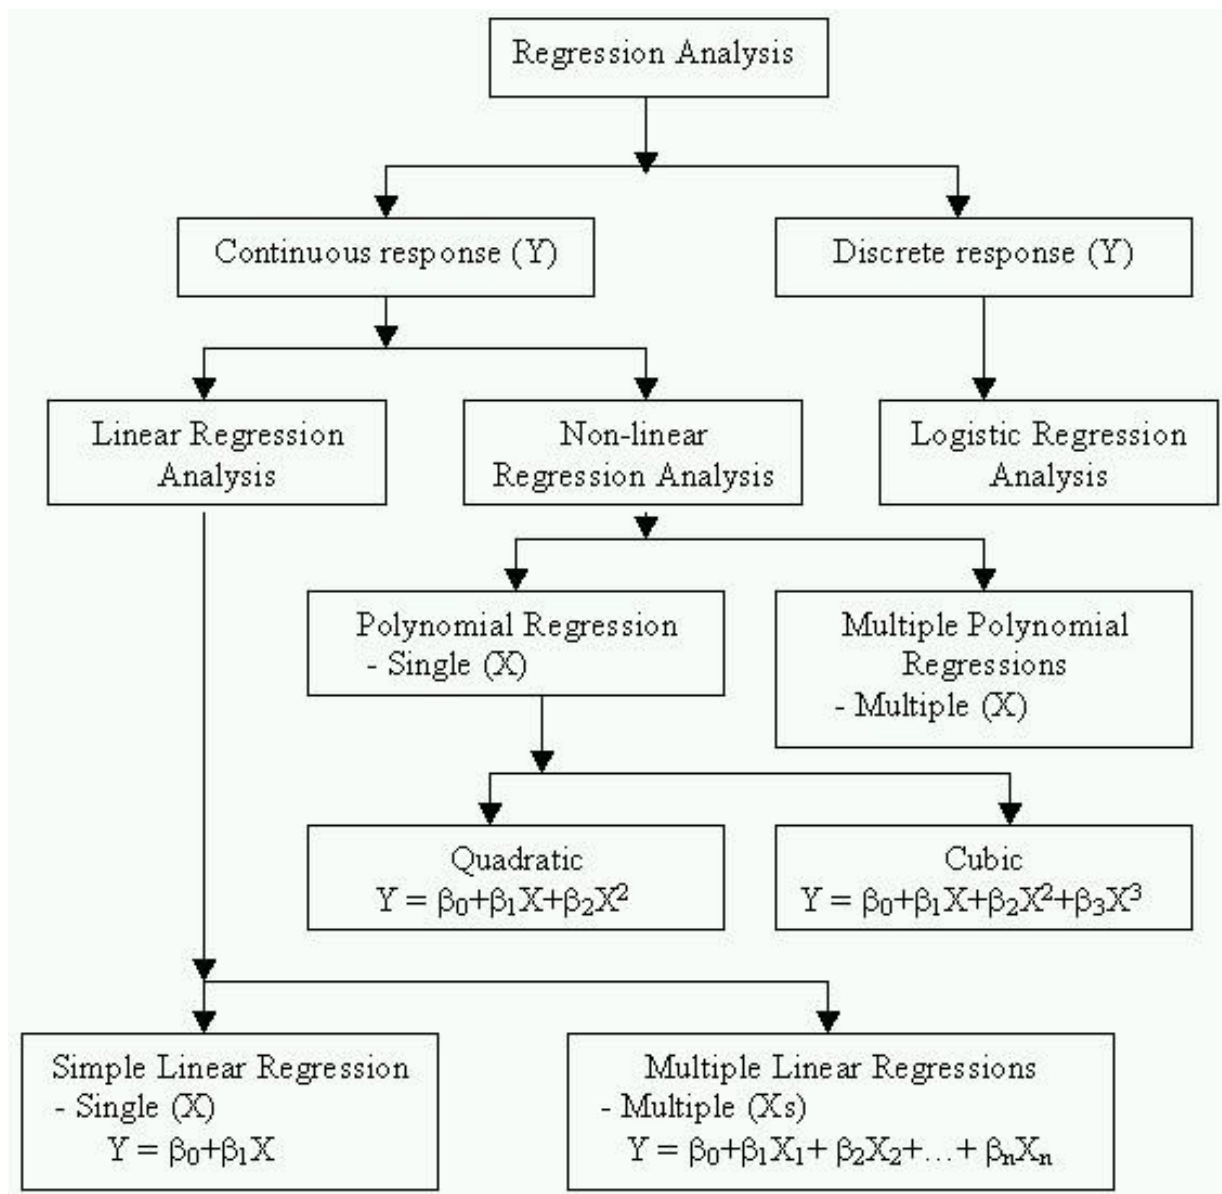 Regression Analysis
Continuous response (Y)
Discrete response (Y)
Linear Regression
Analysis
Non-linear
Regression Analysis
Logistic Regression
Analysis
Polynomial Regression
- Single (X)
Multiple Polynomial
Regressions
- Multiple (X)
Quadratic
Y = β₀+β₁X+β₂X²
Cubic
Y = β₀+β₁X+β₂X²+β₃X³
Simple Linear Regression
- Single (X)
Y = β₀+β₁X
Multiple Linear Regressions
- Multiple (Xs)
Y = β₀+β₁X₁+ β₂X₂+...+ βₙXₙ